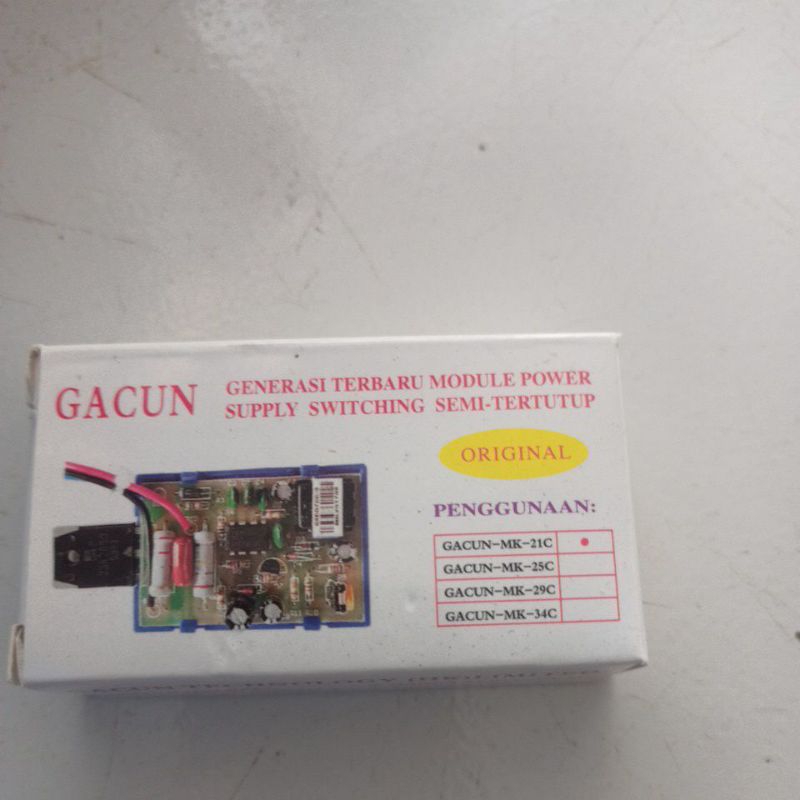 GACUN
GENERASI TERBARU MODULE POWER
SUPPLY SWITCHING SEMI-TERTUTUP
ORIGINAL
PENGGUNAAN:
GACUN-MK-21C
GACUN-MK-25C
GACUN-MK-29C
GACUN-MK-34C